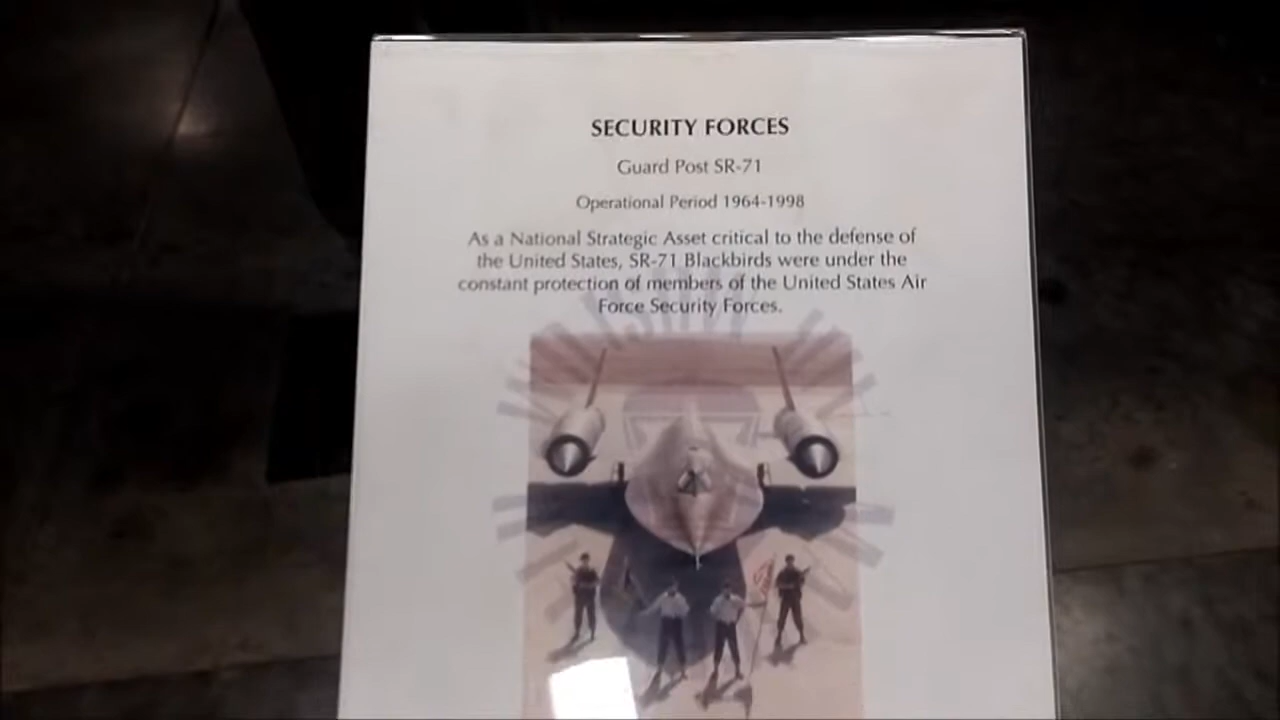 SECURITY FORCES
Guard Post SR-71
Operational Period 1964-1998
As a National Strategic Asset critical to the defense of
the United States, SR-71 Blackbirds were under the
constant protection of members of the United States Air
Force Security Forces.